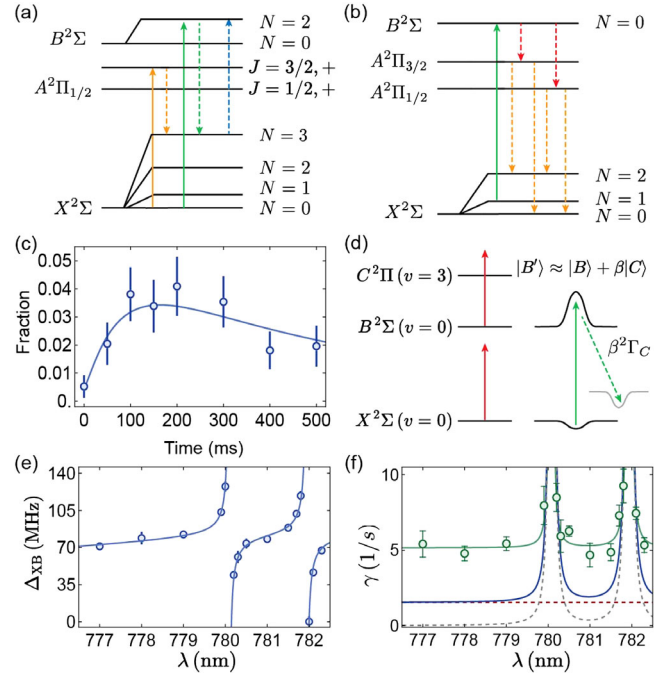 (a)
B²Σ
N = 2
N = 0
A²Π₁/₂
J = 3/2, +
J = 1/2, +
N = 3
N = 2
N = 1
X²Σ
N = 0
(b)
B²Σ
N = 0
A²Π₃/₂
A²Π₁/₂
N = 2
N = 1
X²Σ
N = 0
(c)
Fraction
0.05
0.04
0.03
0.02
0.01
0.
0
100
200
300
400
500
Time (ms)
(d)
C²Π (v = 3)
|B′⟩ ≈ |B⟩ + β|C⟩
B²Σ (v = 0)
β²Γ_C
X²Σ (v = 0)
(e)
Δ_XB (MHz)
140
105
70
35
0
777
778
779
780
781
782
λ (nm)
(f)
γ (1/s)
10
5
0
777
778
779
780
781
782
λ (nm)